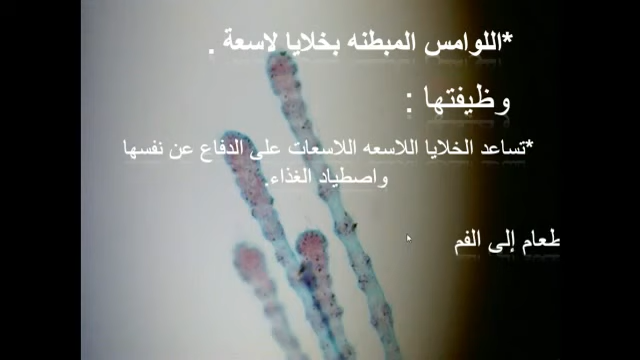 *اللوامس المبطنه بخلايا لاسعة .
وظيفتها :
*تساعد الخلايا اللاسعه اللاسعات على الدفاع عن نفسها
واصطياد الغذاء.
طعام إلى الفم